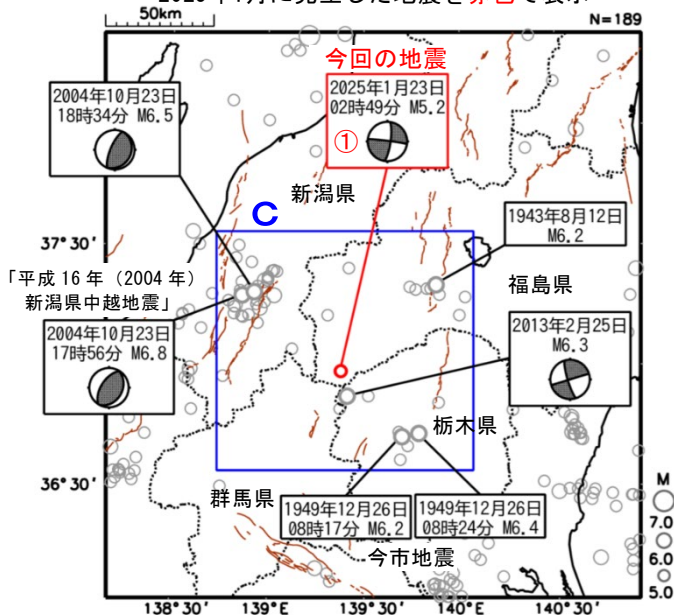 50km
N=189
今回の地震
2025年1月23日
02時49分 M5.2
①
2004年10月23日
18時34分 M6.5
新潟県
C
1943年8月12日
M6.2
37°30′
「平成16年（2004年）
新潟県中越地震」
福島県
2004年10月23日
17時56分 M6.8
2013年2月25日
M6.3
栃木県
36°30′
群馬県
1949年12月26日
08時17分 M6.2
1949年12月26日
08時24分 M6.4
今市地震
M
7.0
6.0
5.0
138°30′
139°E
139°30′
140°E
140°30′